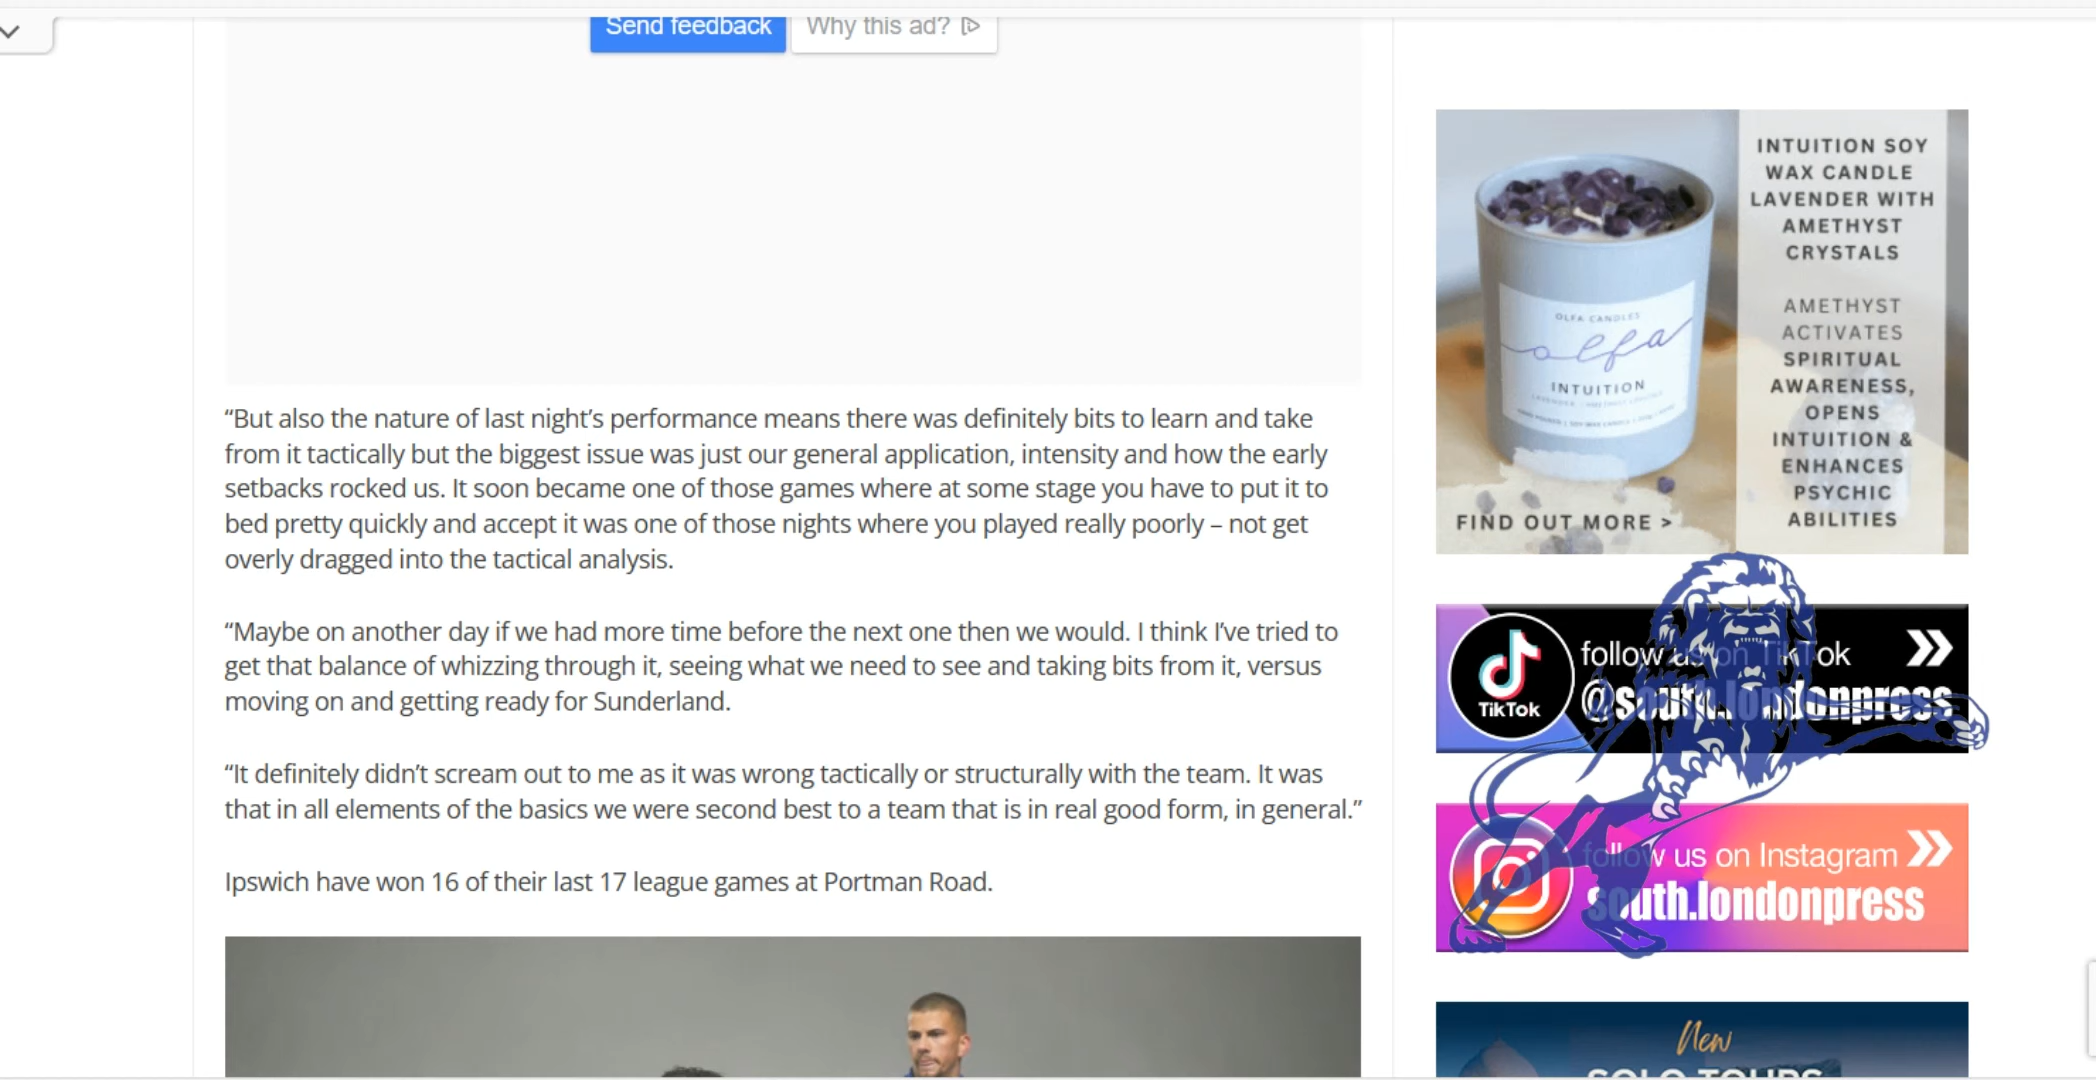 Send feedback
Why this ad?
“But also the nature of last night’s performance means there was definitely bits to learn and take
from it tactically but the biggest issue was just our general application, intensity and how the early
setbacks rocked us. It soon became one of those games where at some stage you have to put it to
bed pretty quickly and accept it was one of those nights where you played really poorly – not get
overly dragged into the tactical analysis.
“Maybe on another day if we had more time before the next one then we would. I think I’ve tried to
get that balance of whizzing through it, seeing what we need to see and taking bits from it, versus
moving on and getting ready for Sunderland.
“It definitely didn’t scream out to me as it was wrong tactically or structurally with the team. It was
that in all elements of the basics we were second best to a team that is in real good form, in general.”
Ipswich have won 16 of their last 17 league games at Portman Road.
INTUITION SOY
WAX CANDLE
LAVENDER WITH
AMETHYST
CRYSTALS
AMETHYST
ACTIVATES
SPIRITUAL
AWARENESS,
OPENS
INTUITION &
ENHANCES
PSYCHIC
ABILITIES
OLFA CANDLES
olfa
INTUITION
FIND OUT MORE >
TikTok
follow us on TikTok
@south.londonpress
follow us on Instagram
south.londonpress
New
SOLO TOURS